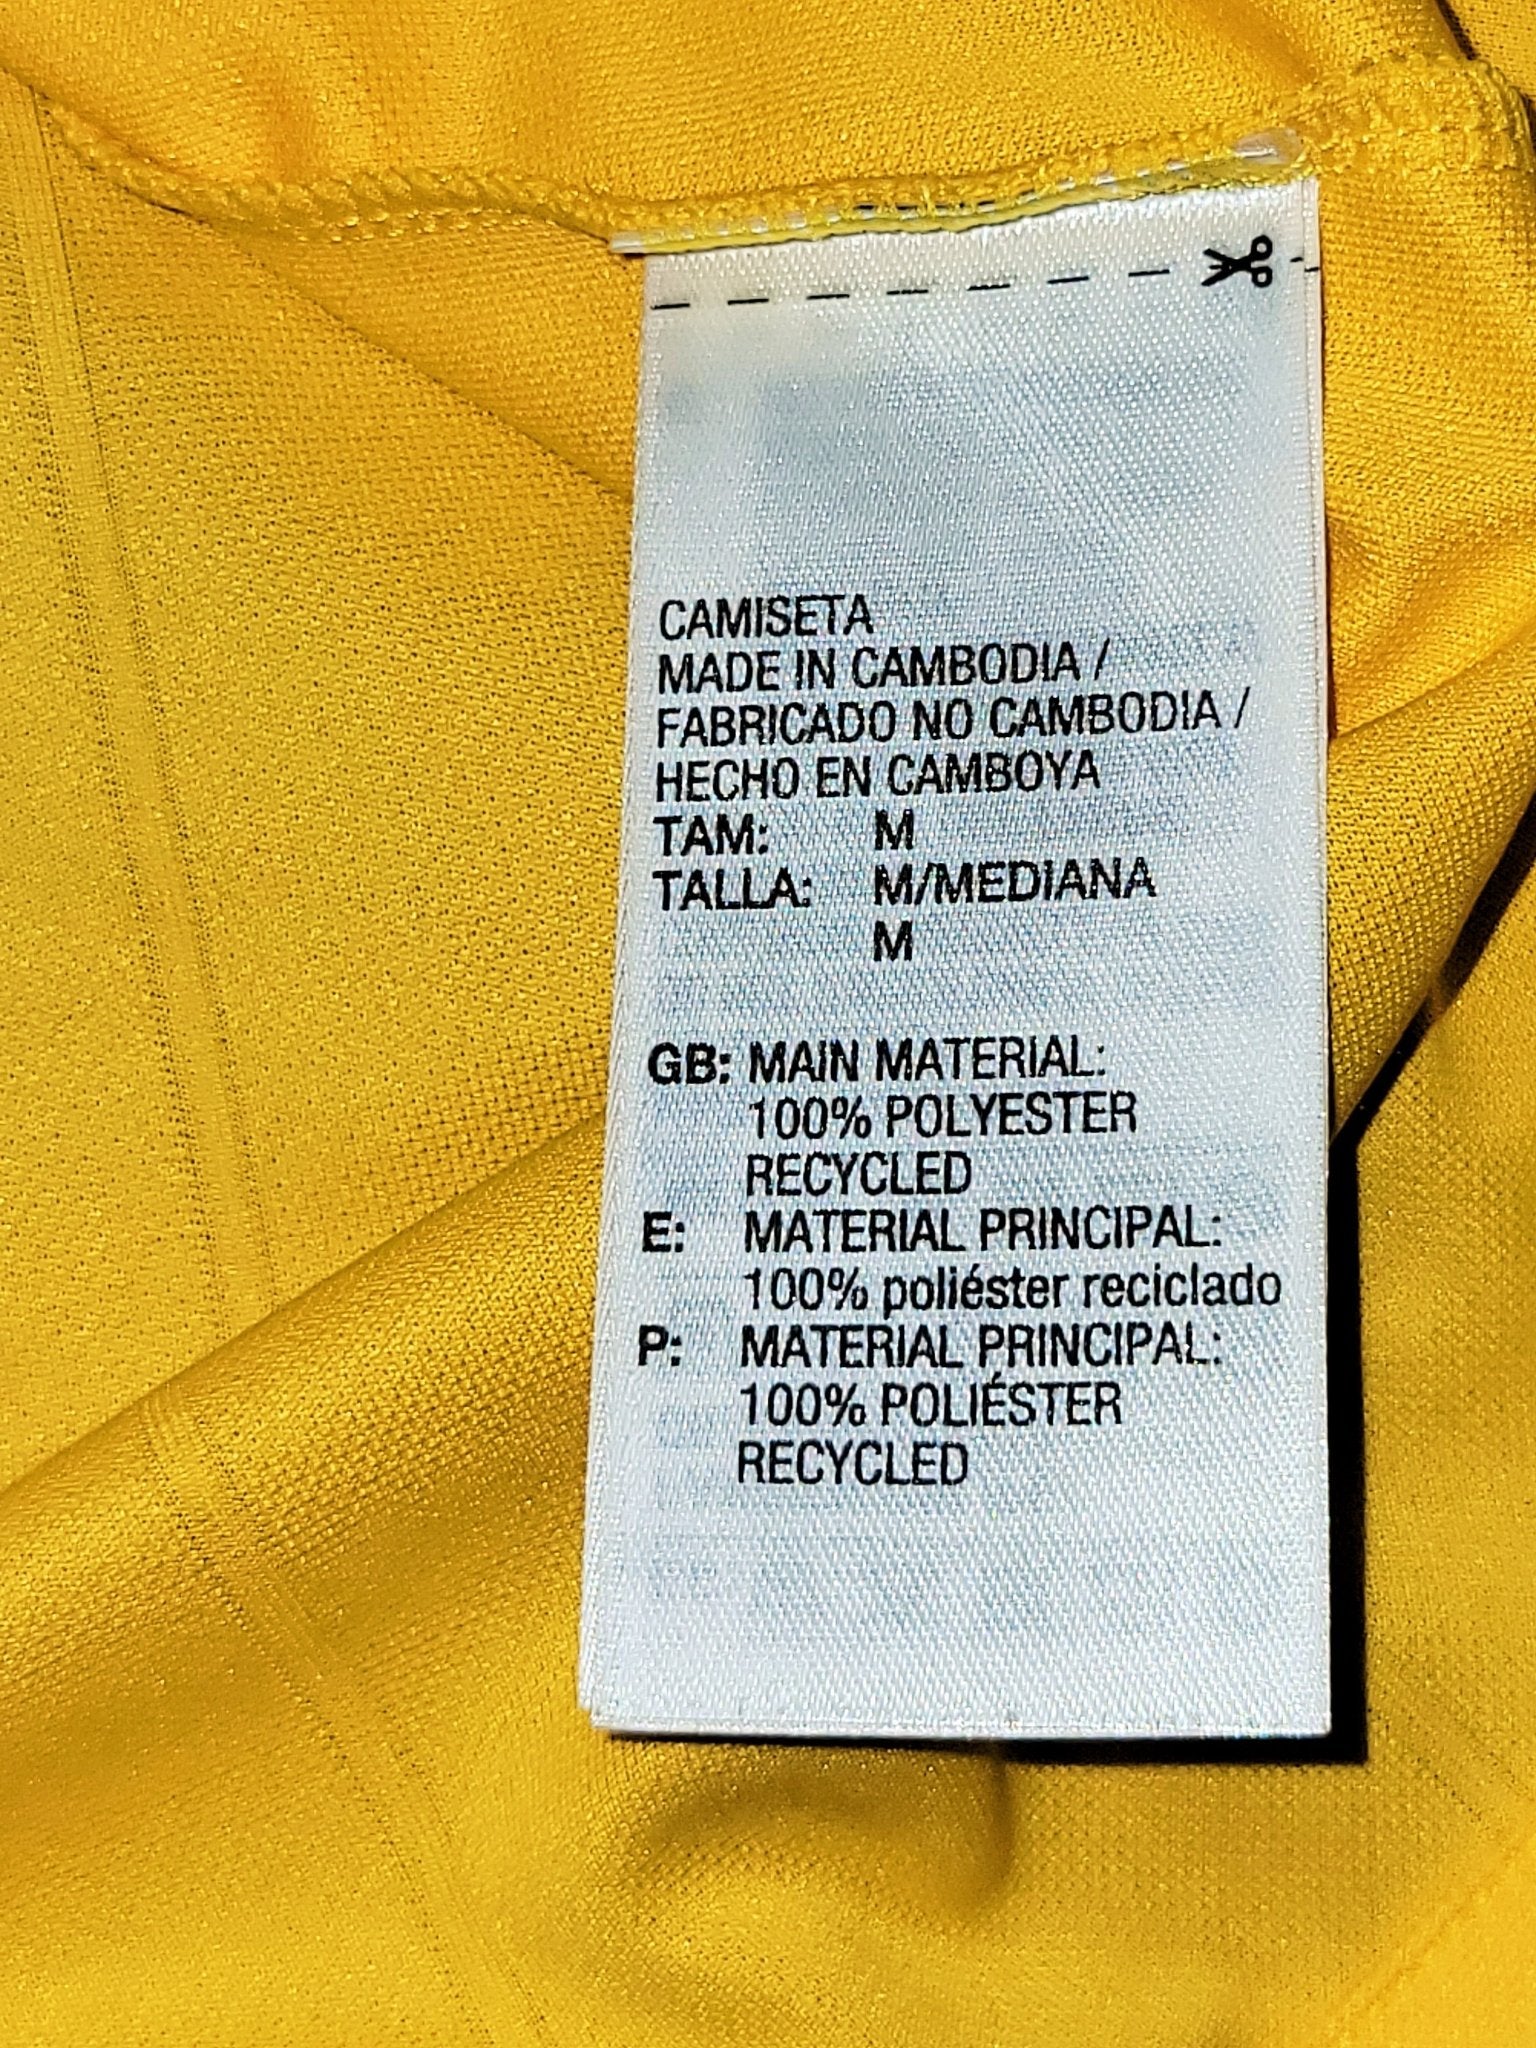 CAMISETA
MADE IN CAMBODIA /
FABRICADO NO CAMBODIA /
HECHO EN CAMBOYA
TAM: M
TALLA: M/MEDIANA
M
GB: MAIN MATERIAL:
100% POLYESTER
RECYCLED
E: MATERIAL PRINCIPAL:
100% poliéster reciclado
P: MATERIAL PRINCIPAL:
100% POLIÉSTER
RECYCLED